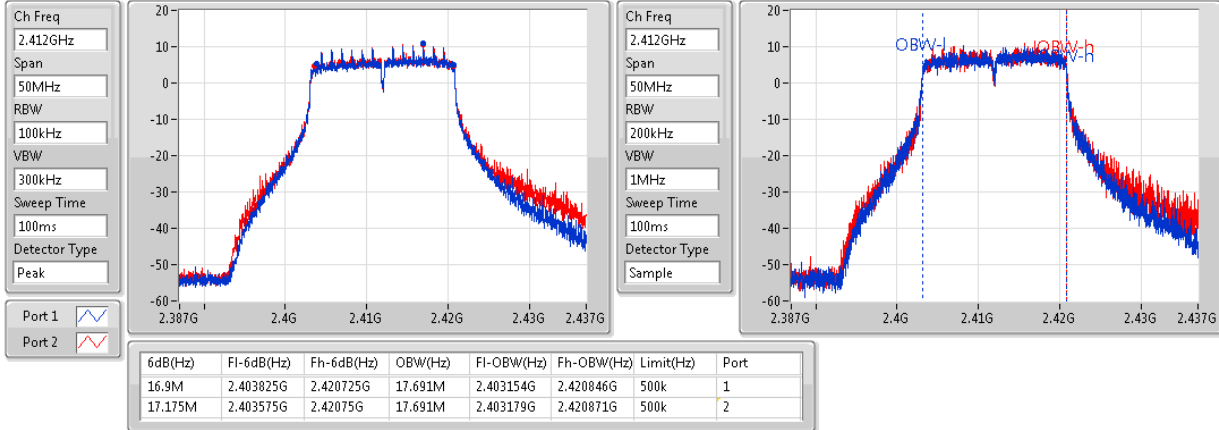 Ch Freq
2.412GHz
Span
50MHz
RBW
100kHz
VBW
300kHz
Sweep Time
100ms
Detector Type
Peak
Port 1
Port 2
20
10
0
-10
-20
-30
-40
-50
-60
2.387G 2.4G 2.41G 2.42G 2.43G 2.437G
Ch Freq
2.412GHz
Span
50MHz
RBW
200kHz
VBW
1MHz
Sweep Time
100ms
Detector Type
Sample
20
10
0
-10
-20
-30
-40
-50
-60
OBW-l
OBW-h
2.387G 2.4G 2.41G 2.42G 2.43G 2.437G
6dB(Hz) Fl-6dB(Hz) Fh-6dB(Hz) OBW(Hz) Fl-OBW(Hz) Fh-OBW(Hz) Limit(Hz) Port
16.9M 2.403825G 2.420725G 17.691M 2.403154G 2.420846G 500k 1
17.175M 2.403575G 2.42075G 17.691M 2.403179G 2.420871G 500k 2